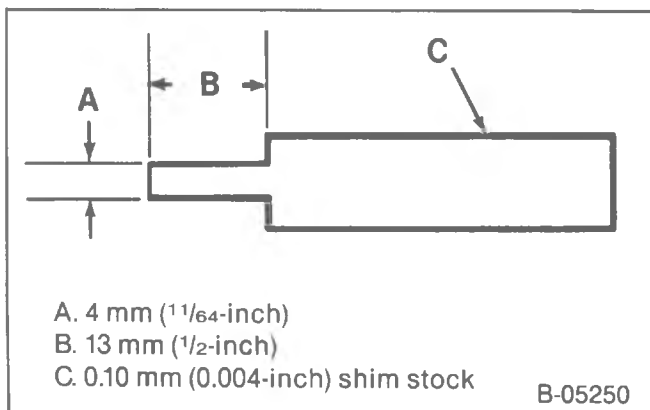 A
B
C
A. 4 mm (11/64-inch)
B. 13 mm (1/2-inch)
C. 0.10 mm (0.004-inch) shim stock
B-05250